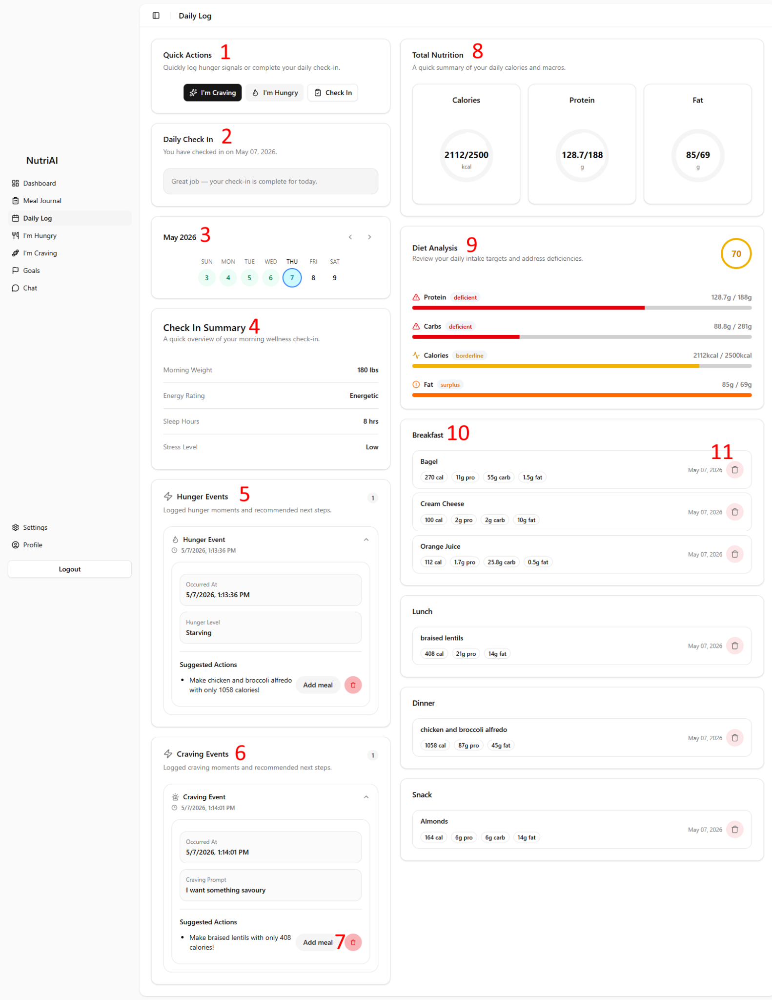 NutriAI
Dashboard
Meal Journal
Daily Log
I'm Hungry
I'm Craving
Goals
Chat
Settings
Profile
Logout
Daily Log
Quick Actions 1
Quickly log hunger signals or complete your daily check-in.
I'm Craving I'm Hungry Check In
Daily Check In 2
You have checked in on May 07, 2026.
Great job — your check-in is complete for today.
May 2026 3
SUN MON TUE WED THU FRI SAT
3 4 5 6 7 8 9
Check In Summary 4
A quick overview of your morning wellness check-in.
Morning Weight 180 lbs
Energy Rating Energetic
Sleep Hours 8 hrs
Stress Level Low
Hunger Events 5 1
Logged hunger moments and recommended next steps.
Hunger Event
5/7/2026, 1:13:36 PM
Occurred At
5/7/2026, 1:13:36 PM
Hunger Level
Starving
Suggested Actions
• Make chicken and broccoli alfredo
with only 1058 calories!
Add meal
Craving Events 6 1
Logged craving moments and recommended next steps.
Craving Event
5/7/2026, 1:14:01 PM
Occurred At
5/7/2026, 1:14:01 PM
Craving Prompt
I want something savoury
Suggested Actions
• Make braised lentils with only 408
calories!
Add meal 7
Total Nutrition 8
A quick summary of your daily calories and macros.
Calories Protein Fat
2112/2500 128.7/188 85/69
kcal g g
Diet Analysis 9
Review your daily intake targets and address deficiencies.
70
Protein deficient 128.7g / 188g
Carbs deficient 88.8g / 281g
Calories borderline 2112kcal / 2500kcal
Fat surplus 85g / 69g
Breakfast 10
11
Bagel
May 07, 2026
270 cal 11g pro 55g carb 1.5g fat
Cream Cheese
May 07, 2026
100 cal 2g pro 2g carb 10g fat
Orange Juice
May 07, 2026
112 cal 1.7g pro 25.8g carb 0.5g fat
Lunch
braised lentils
May 07, 2026
408 cal 21g pro 14g fat
Dinner
chicken and broccoli alfredo
May 07, 2026
1058 cal 87g pro 45g fat
Snack
Almonds
May 07, 2026
164 cal 6g pro 6g carb 14g fat